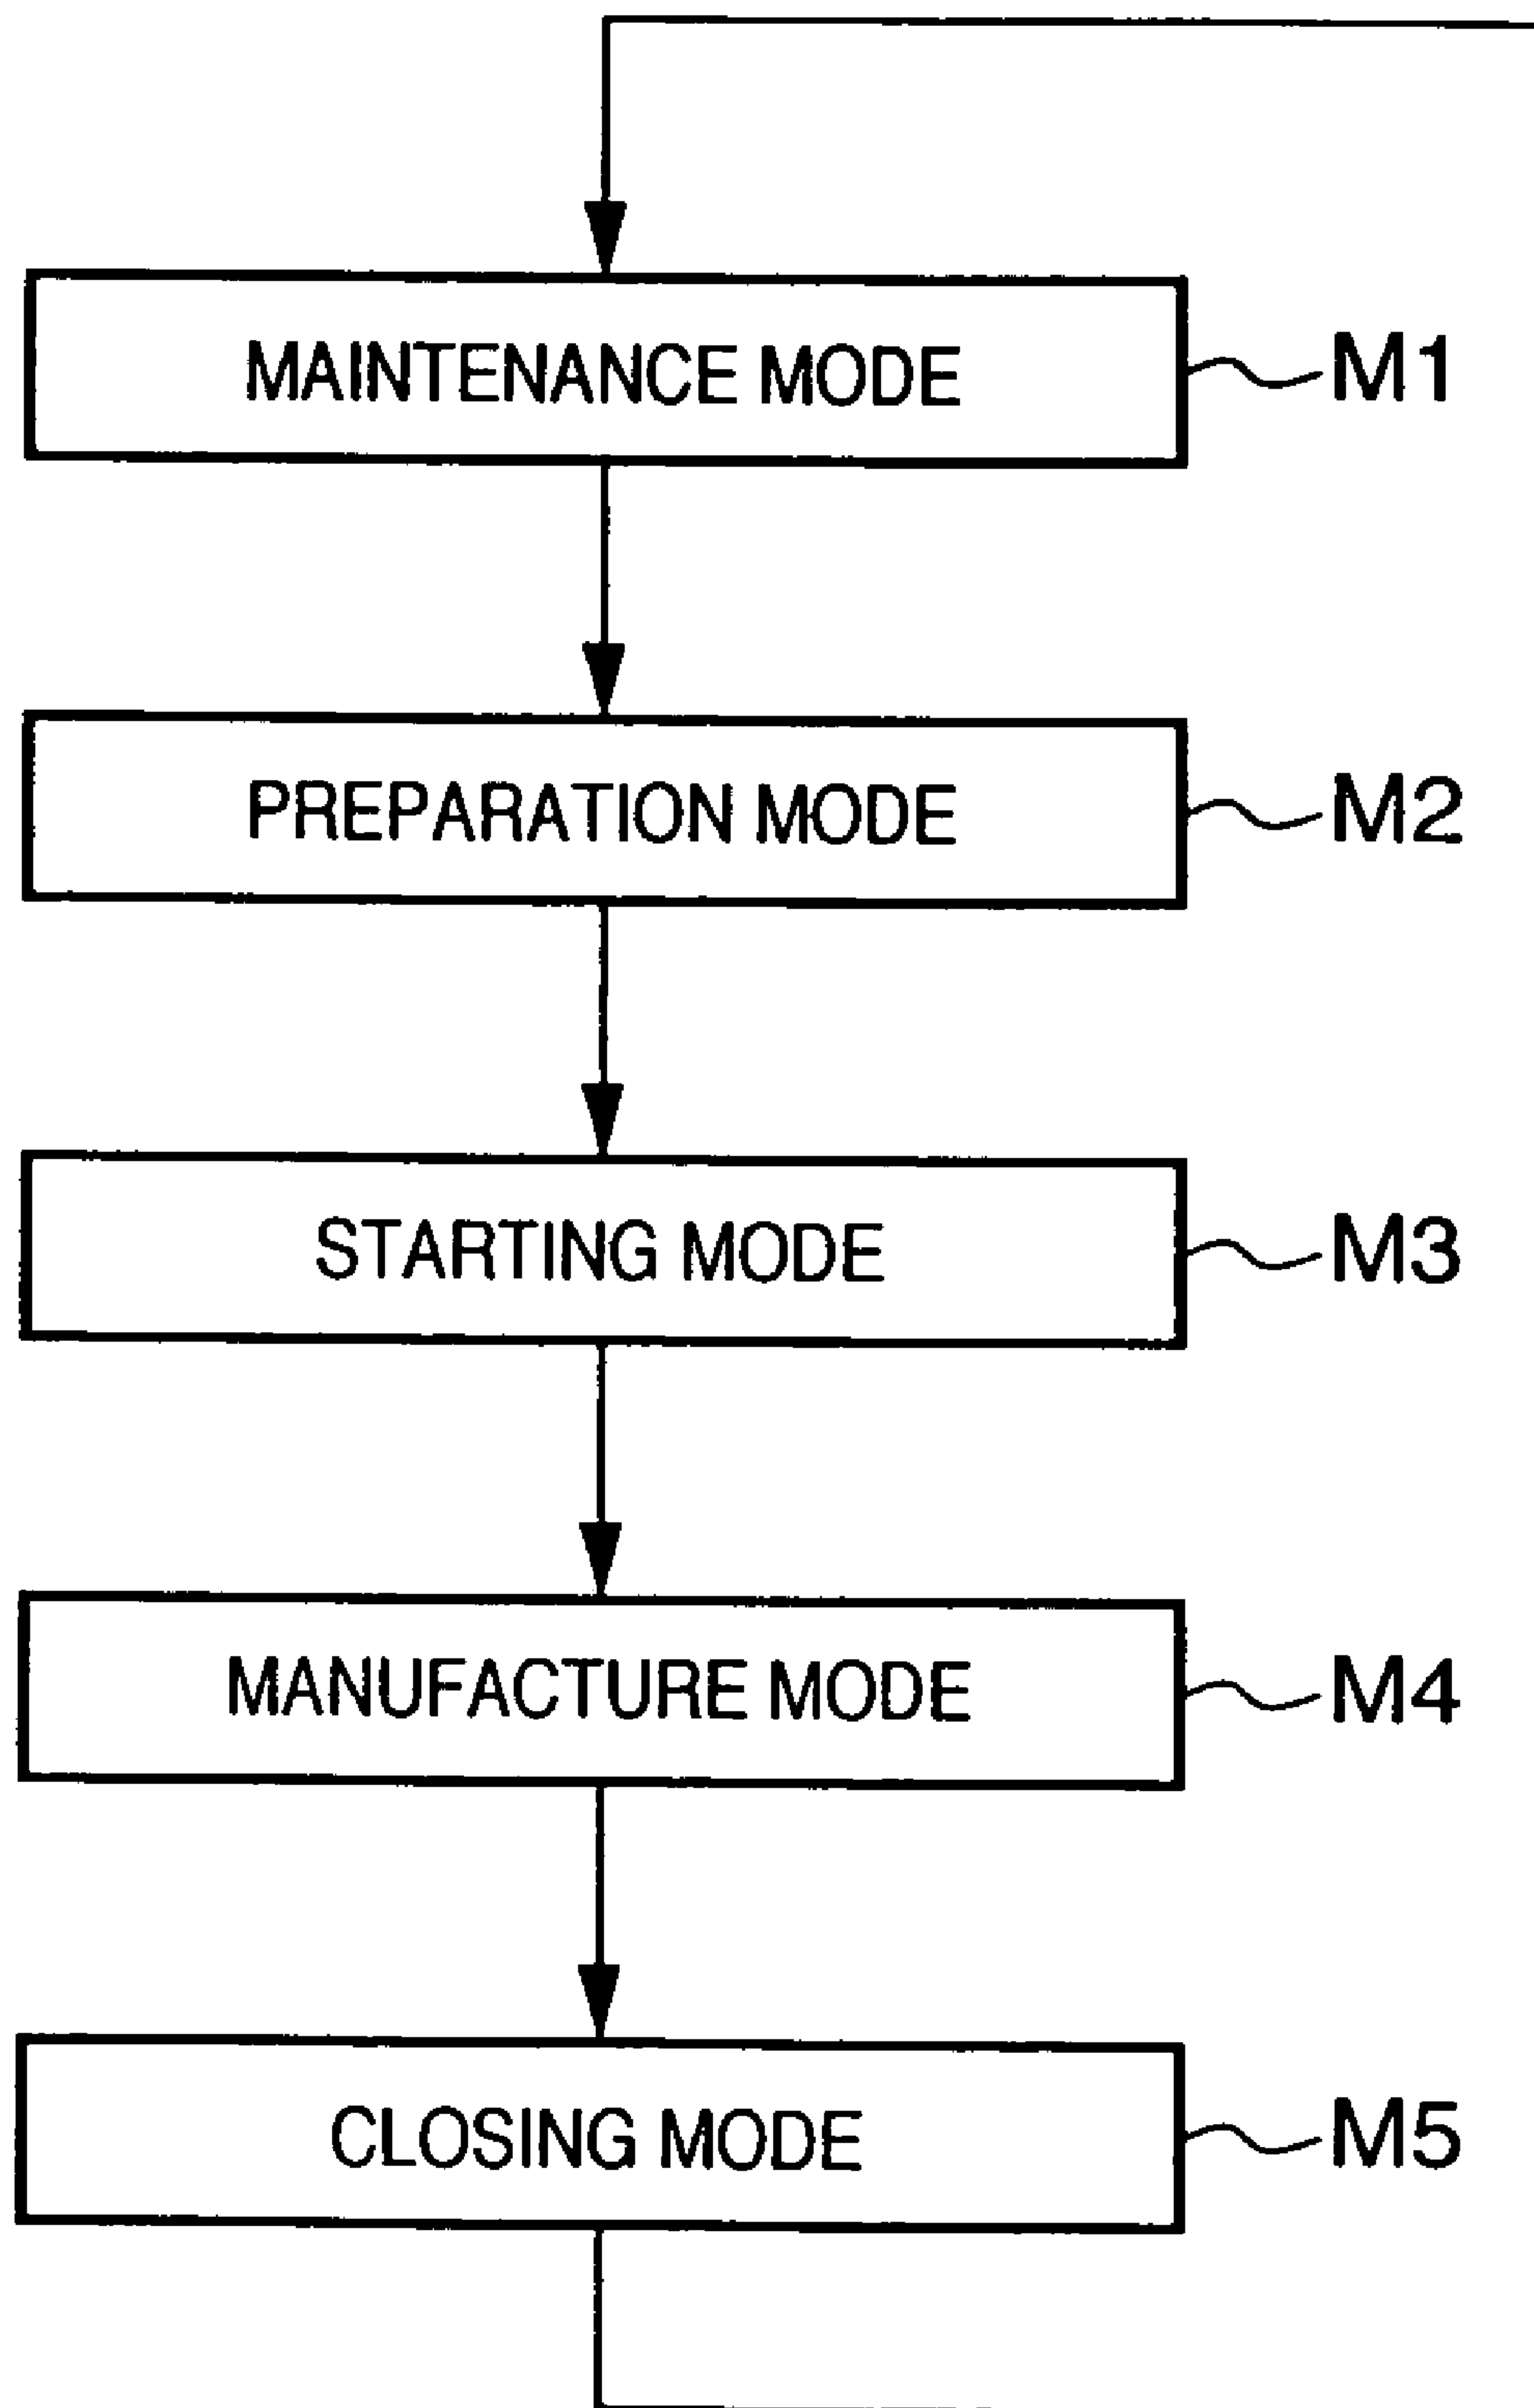 MAINTENANCE MODE M1
PREPARATION MODE M2
STARTING MODE M3
MANUFACTURE MODE M4
CLOSING MODE M5